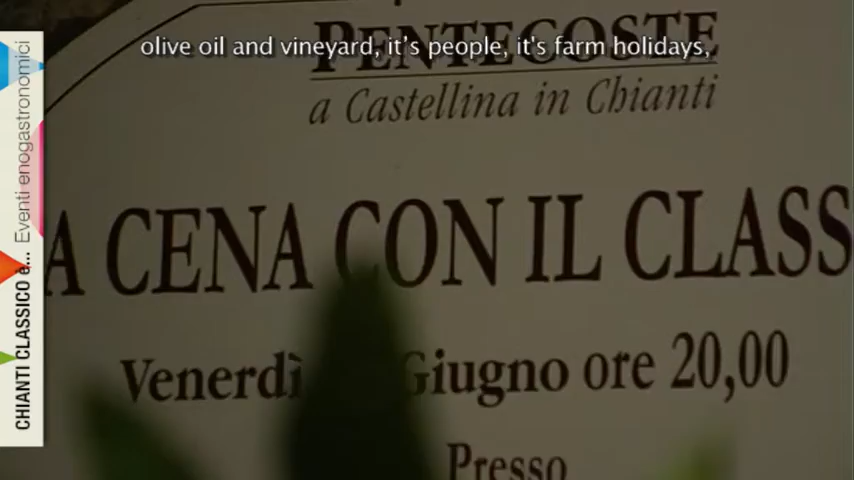 olive oil and vineyard, it's people, it's farm holidays,
PENTECOSTE
a Castellina in Chianti
A CENA CON IL CLASS
Venerdì Giugno ore 20,00
Presso
CHIANTI CLASSICO e... Eventi enogastronomici